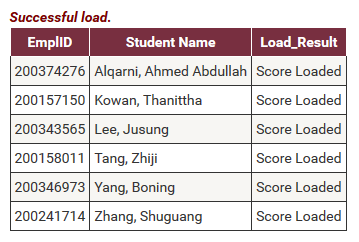 Successful load.
EmplID Student Name Load_Result
200374276 Alqarni, Ahmed Abdullah Score Loaded
200157150 Kowan, Thanittha Score Loaded
200343565 Lee, Jusung Score Loaded
200158011 Tang, Zhiji Score Loaded
200346973 Yang, Boning Score Loaded
200241714 Zhang, Shuguang Score Loaded